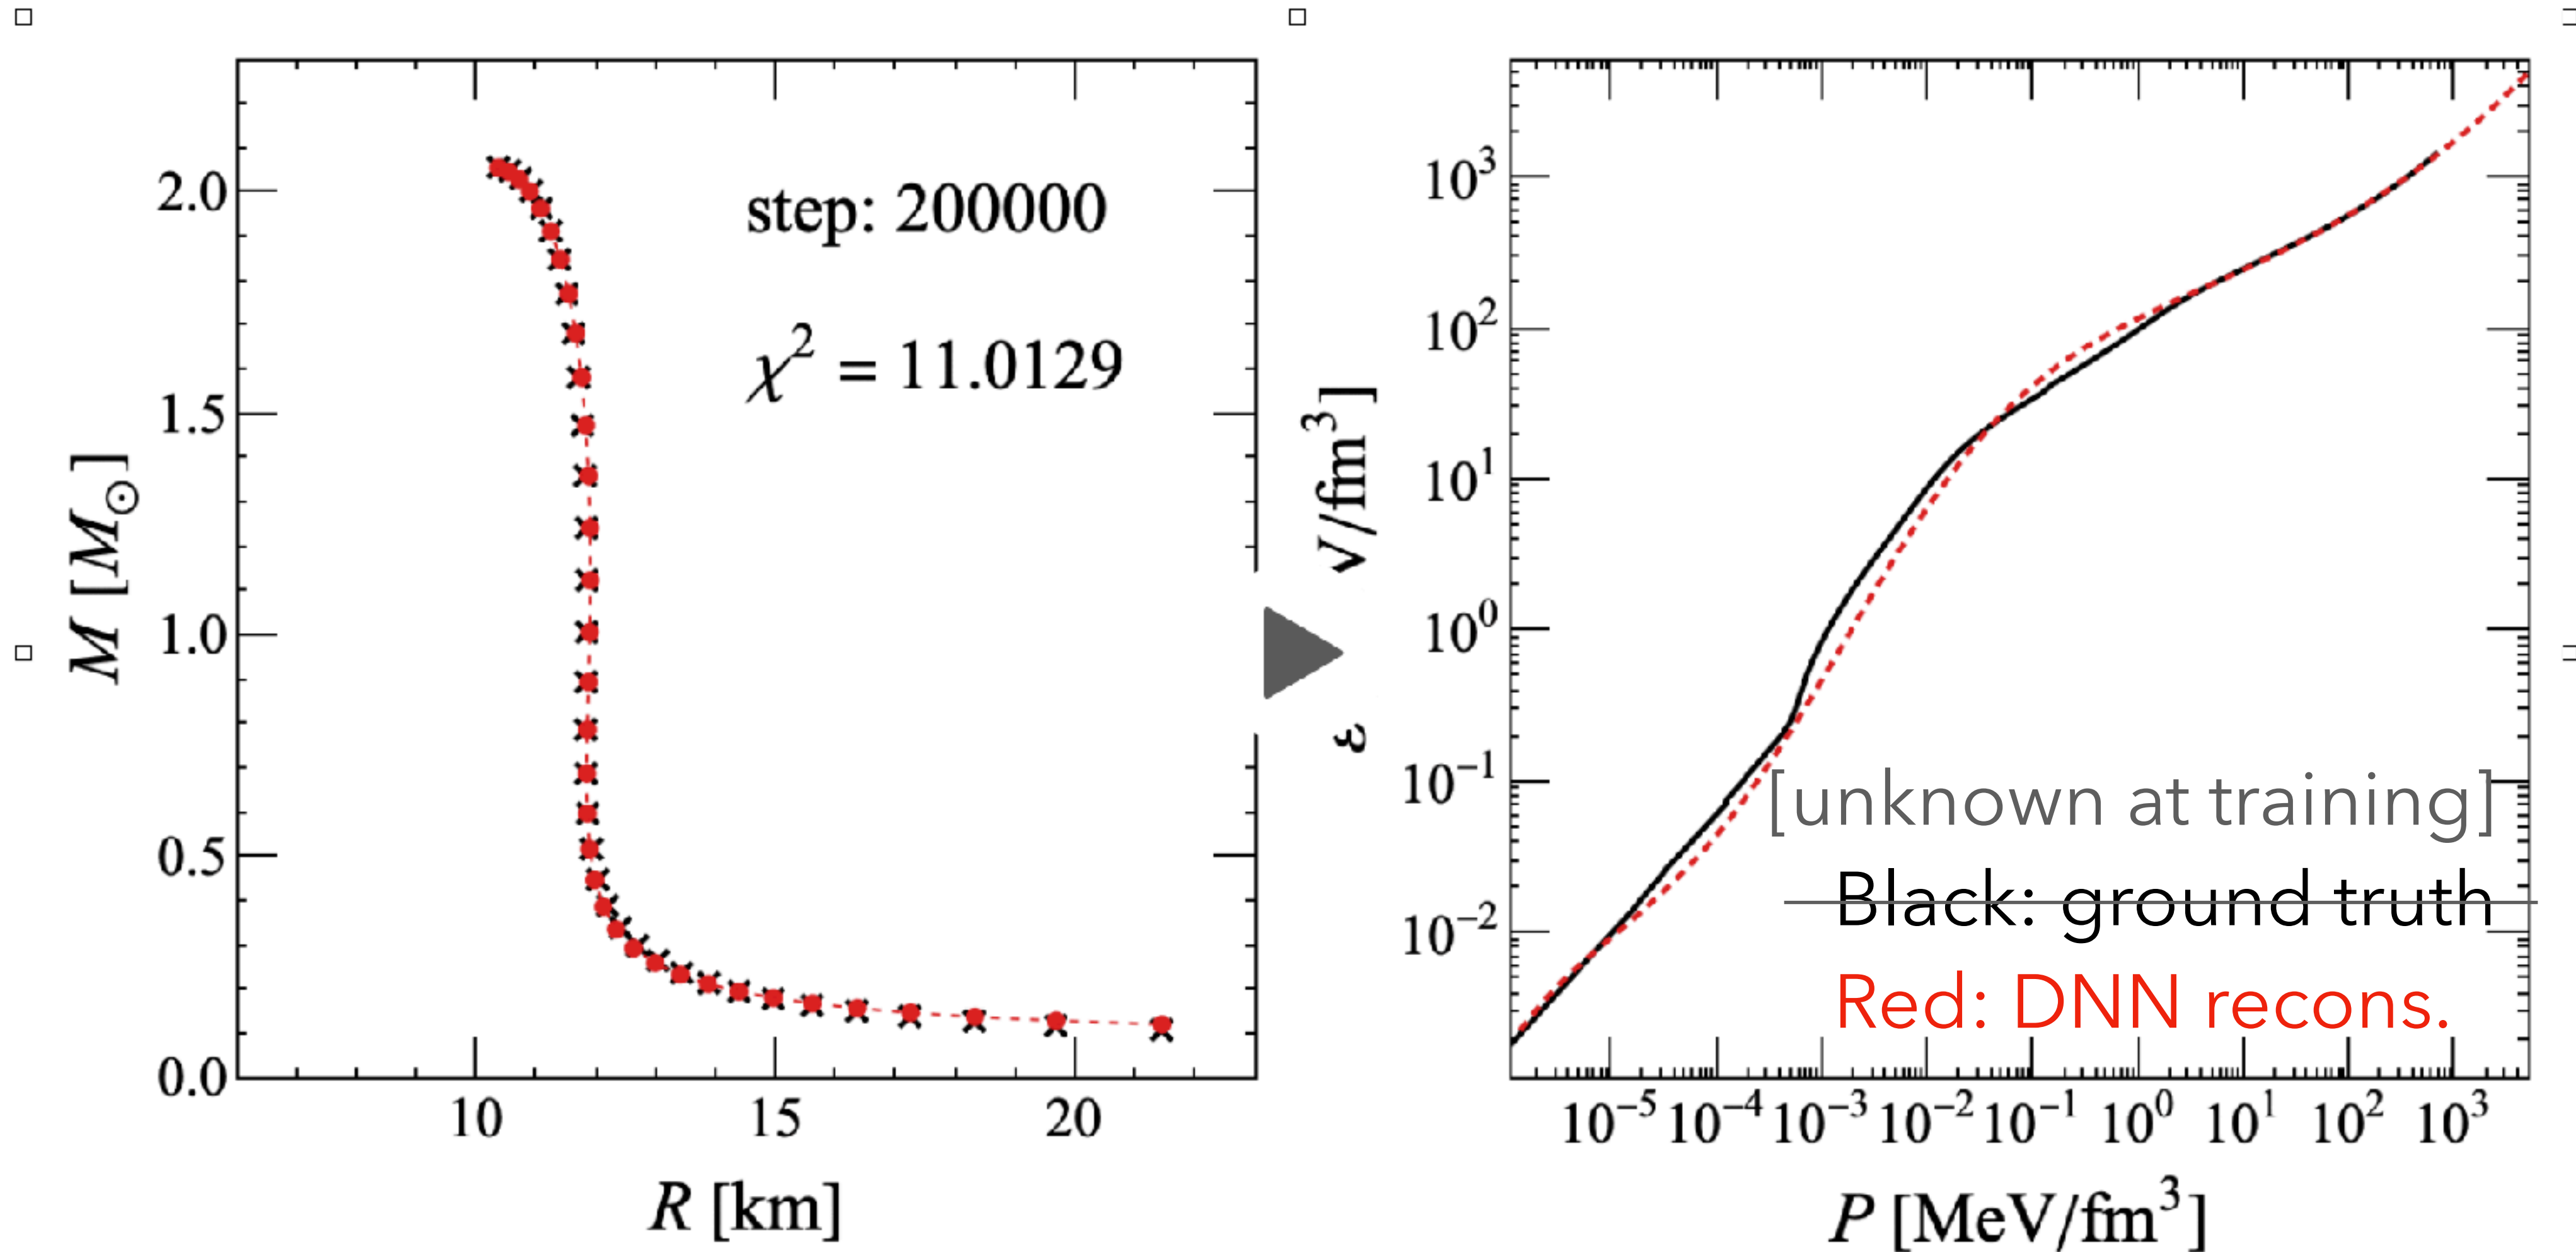 M [M⊙]
2.0
1.5
1.0
0.5
0.0
step: 200000
χ² = 11.0129
10
15
20
R [km]
ε V/fm³]
10³
10²
10¹
10⁰
10⁻¹
10⁻²
[unknown at training]
Black: ground truth
Red: DNN recons.
10⁻⁵ 10⁻⁴ 10⁻³ 10⁻² 10⁻¹ 10⁰ 10¹ 10² 10³
P [MeV/fm³]